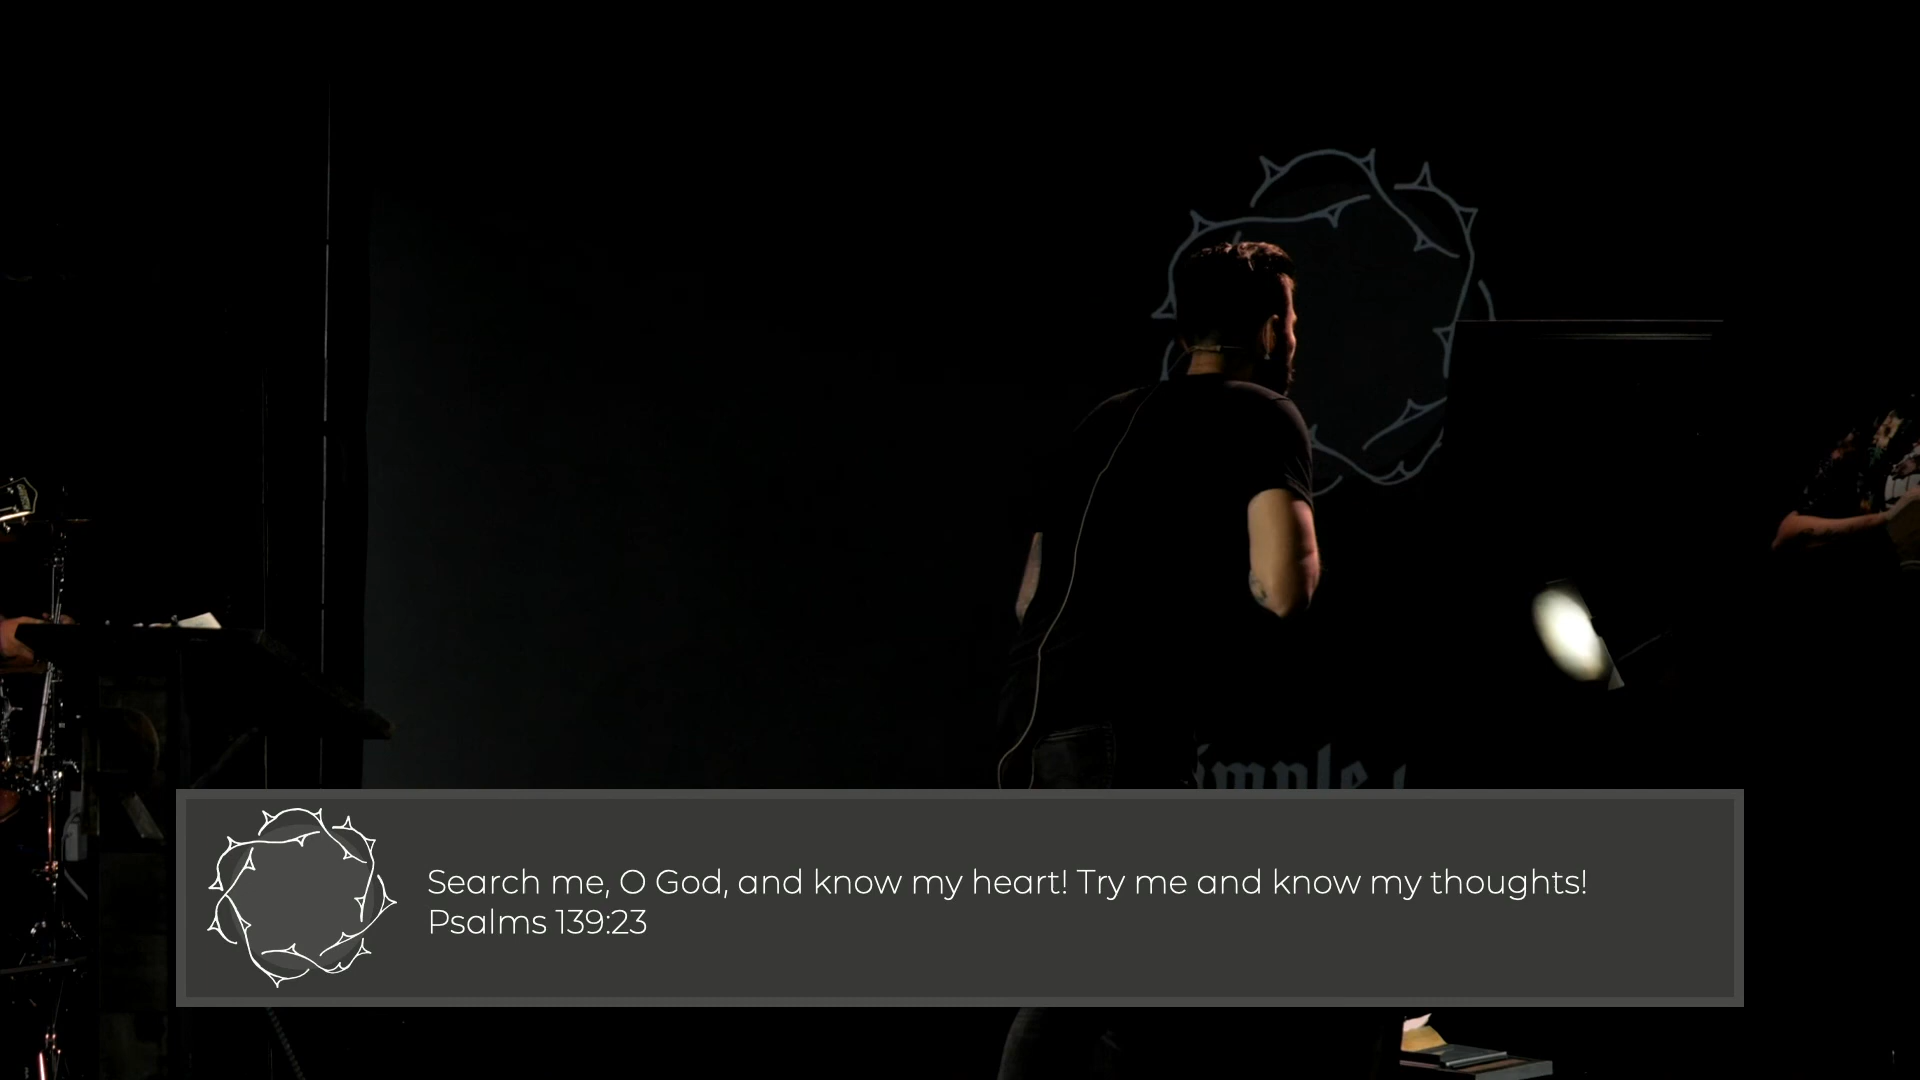 Search me, O God, and know my heart! Try me and know my thoughts!
Psalms 139:23